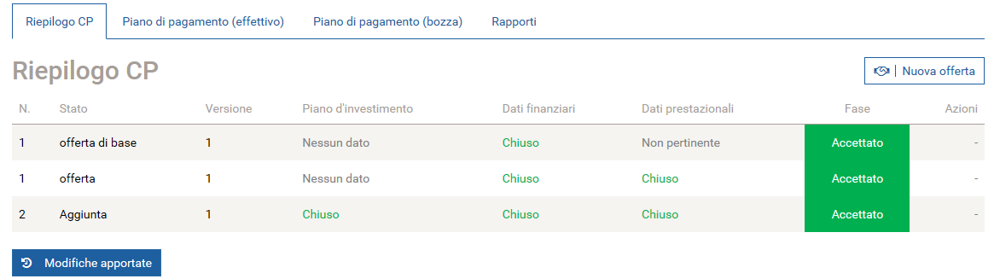 Riepilogo CP Piano di pagamento (effettivo) Piano di pagamento (bozza) Rapporti
Riepilogo CP
Nuova offerta
N. Stato Versione Piano d'investimento Dati finanziari Dati prestazionali Fase Azioni
1 offerta di base 1 Nessun dato Chiuso Non pertinente Accettato -
1 offerta 1 Nessun dato Chiuso Chiuso Accettato -
2 Aggiunta 1 Chiuso Chiuso Chiuso Accettato -
Modifiche apportate